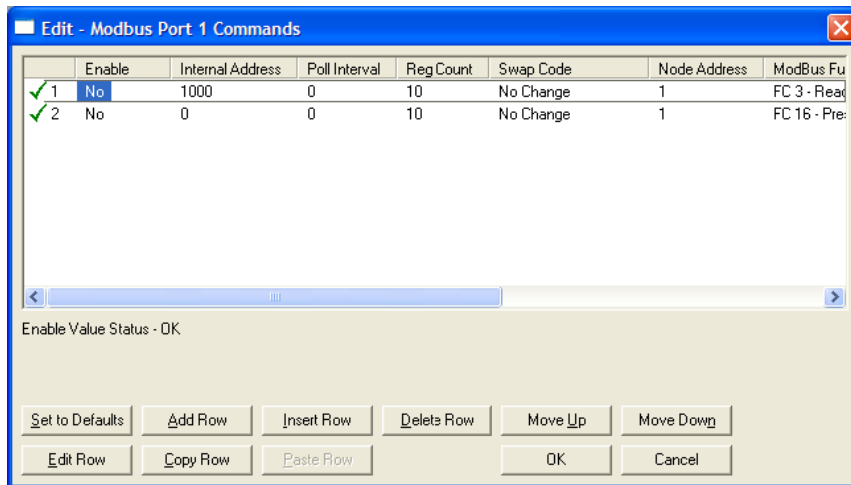 Edit - Modbus Port 1 Commands
Enable Internal Address Poll Interval Reg Count Swap Code Node Address ModBus Fu
1 No 1000 0 10 No Change 1 FC 3 - Read
2 No 0 0 10 No Change 1 FC 16 - Pre
Enable Value Status - OK
Set to Defaults Add Row Insert Row Delete Row Move Up Move Down
Edit Row Copy Row Paste Row OK Cancel